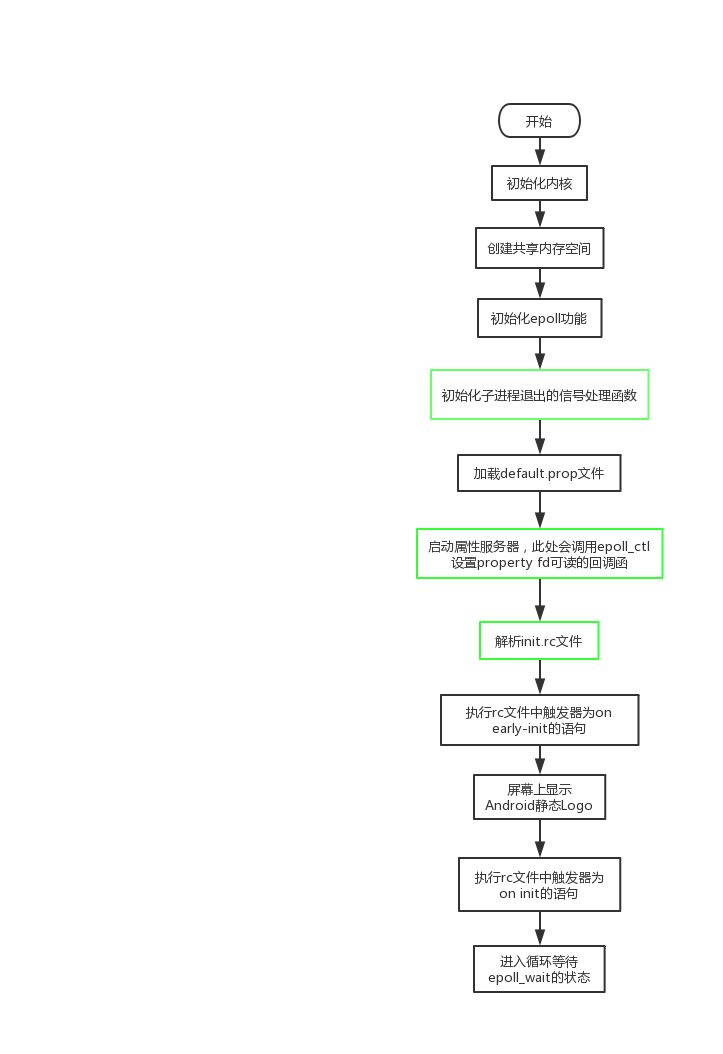 开始
初始化内核
创建共享内存空间
初始化epoll功能
初始化子进程退出的信号处理函数
加载default.prop文件
启动属性服务器，此处会调用epoll_ctl
设置property fd可读的回调函
解析init.rc文件
执行rc文件中触发器为on
early-init的语句
屏幕上显示
Android静态Logo
执行rc文件中触发器为
on init的语句
进入循环等待
epoll_wait的状态